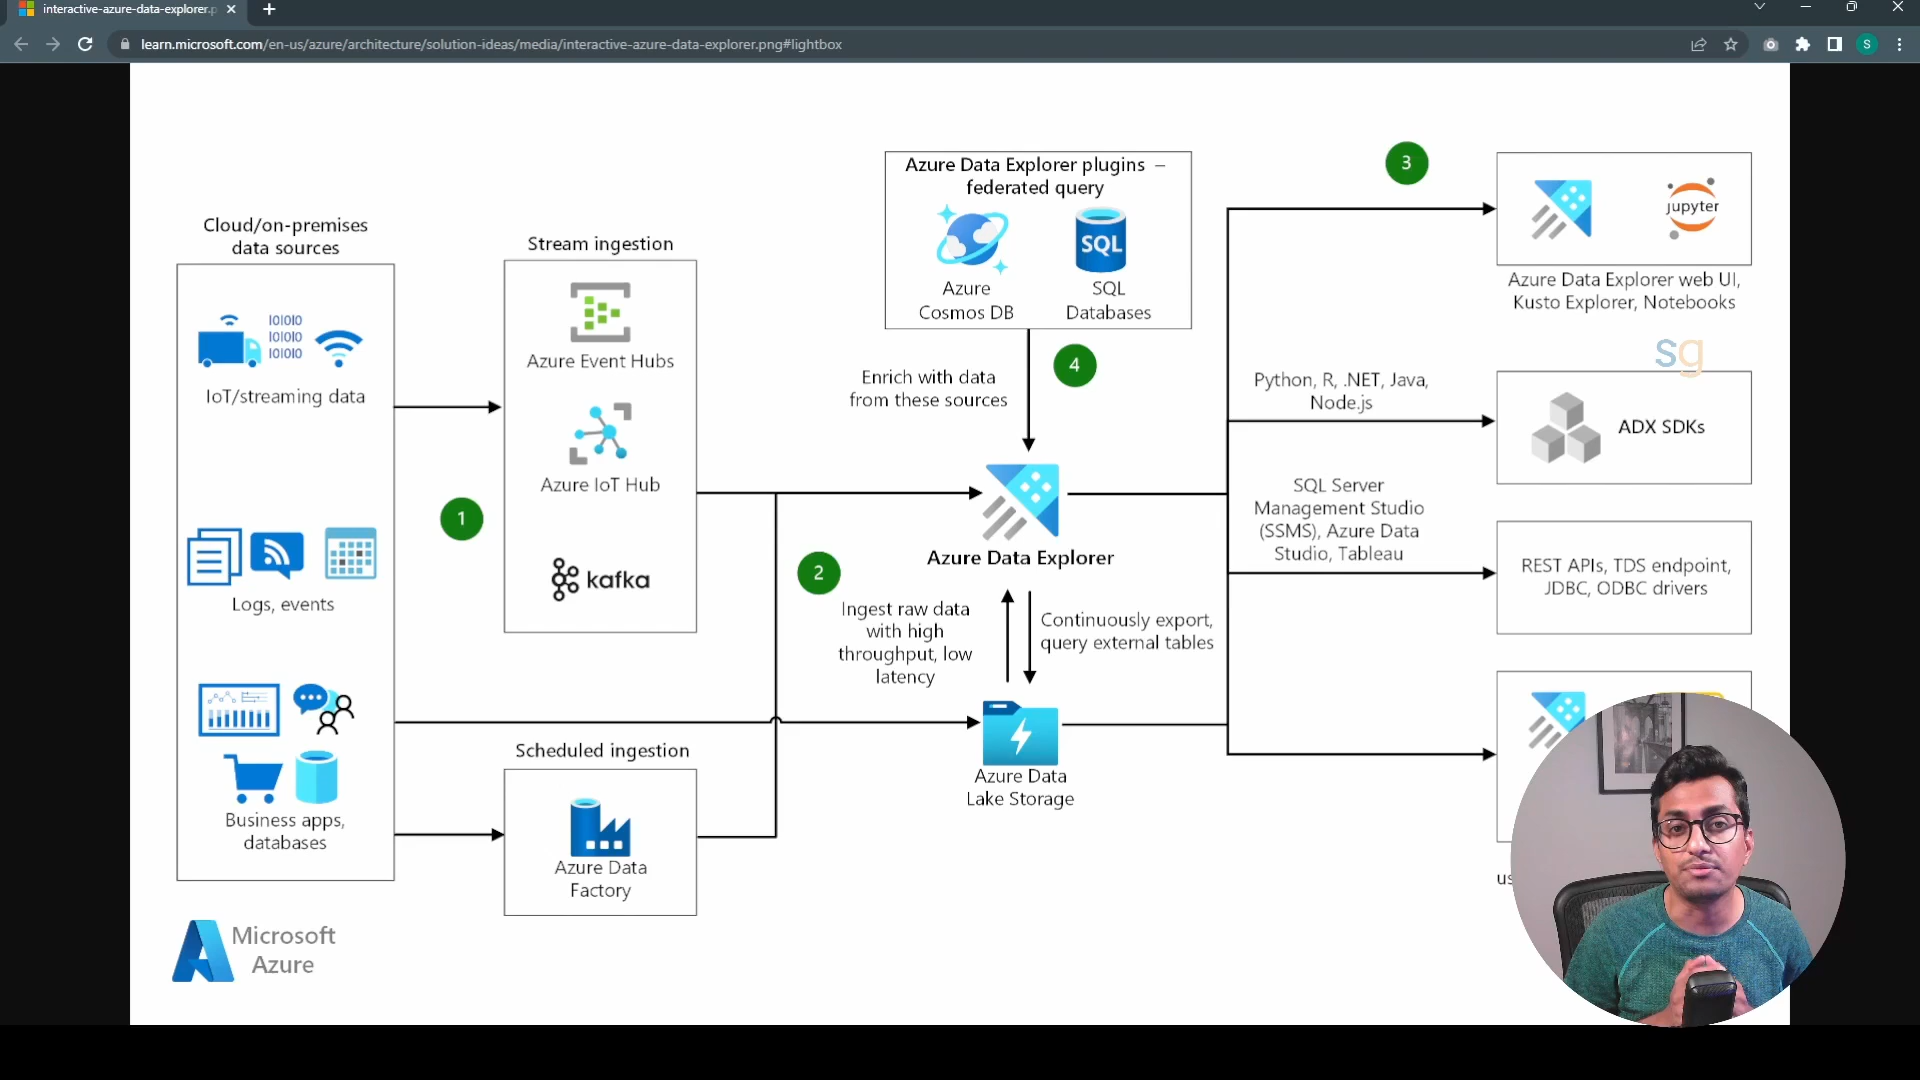 interactive-azure-data-explorer.p
learn.microsoft.com/en-us/azure/architecture/solution-ideas/media/interactive-azure-data-explorer.png#lightbox
S
Cloud/on-premises
data sources
IoT/streaming data
Logs, events
Business apps,
databases
Microsoft
Azure
1
Stream ingestion
Azure Event Hubs
Azure IoT Hub
kafka
Scheduled ingestion
Azure Data
Factory
2
Ingest raw data
with high
throughput, low
latency
Azure Data Explorer plugins –
federated query
Azure
Cosmos DB
SQL
SQL
Databases
Enrich with data
from these sources
4
Azure Data Explorer
Continuously export,
query external tables
Azure Data
Lake Storage
3
jupyter
Azure Data Explorer web UI,
Kusto Explorer, Notebooks
sg
Python, R, .NET, Java,
Node.js
ADX SDKs
SQL Server
Management Studio
(SSMS), Azure Data
Studio, Tableau
REST APIs, TDS endpoint,
JDBC, ODBC drivers